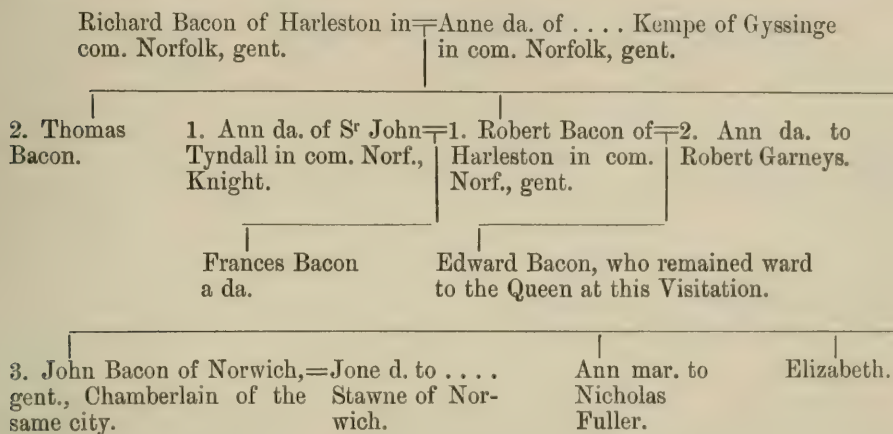 Richard Bacon of Harleston in
com. Norfolk, gent.
Anne da. of .... Kempe of Gyssinge
in com. Norfolk, gent.
2. Thomas
Bacon.
1. Ann da. of Sr John
Tyndall in com. Norf.,
Knight.
1. Robert Bacon of
Harleston in com.
Norf., gent.
2. Ann da. to
Robert Garneys.
Frances Bacon
a da.
Edward Bacon, who remained ward
to the Queen at this Visitation.
3. John Bacon of Norwich,
gent., Chamberlain of the
same city.
Jone d. to ....
Stawne of Nor-
wich.
Ann mar. to
Nicholas
Fuller.
Elizabeth.